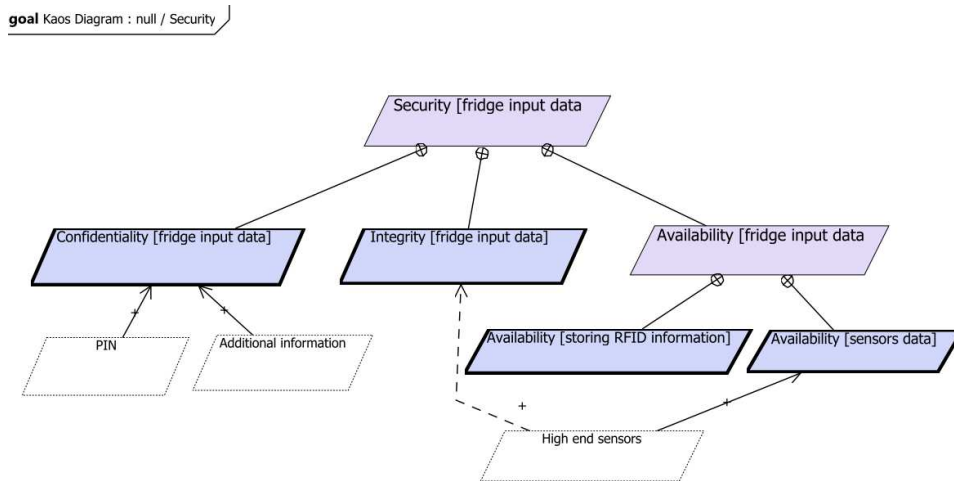 goal Kaos Diagram : null / Security
Security [fridge input data
Confidentiality [fridge input data]
Integrity [fridge input data]
Availability [fridge input data
Availability [storing RFID information]
Availability [sensors data]
PIN
Additional information
High end sensors